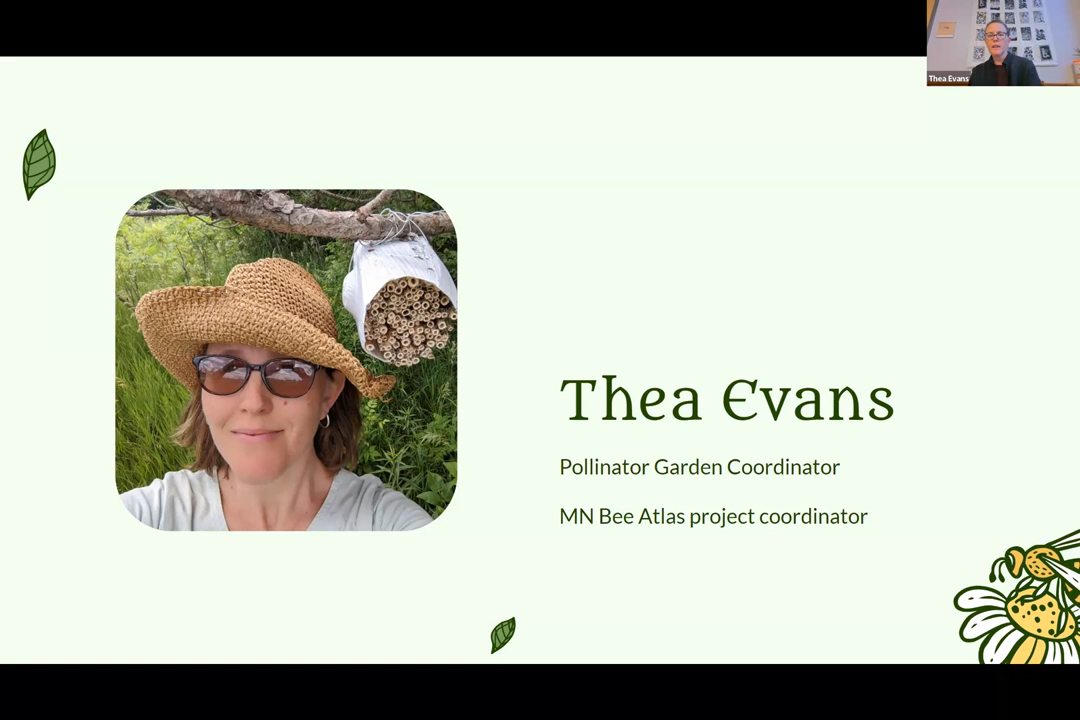 Thea Evans
Thea Evans
Pollinator Garden Coordinator
MN Bee Atlas project coordinator